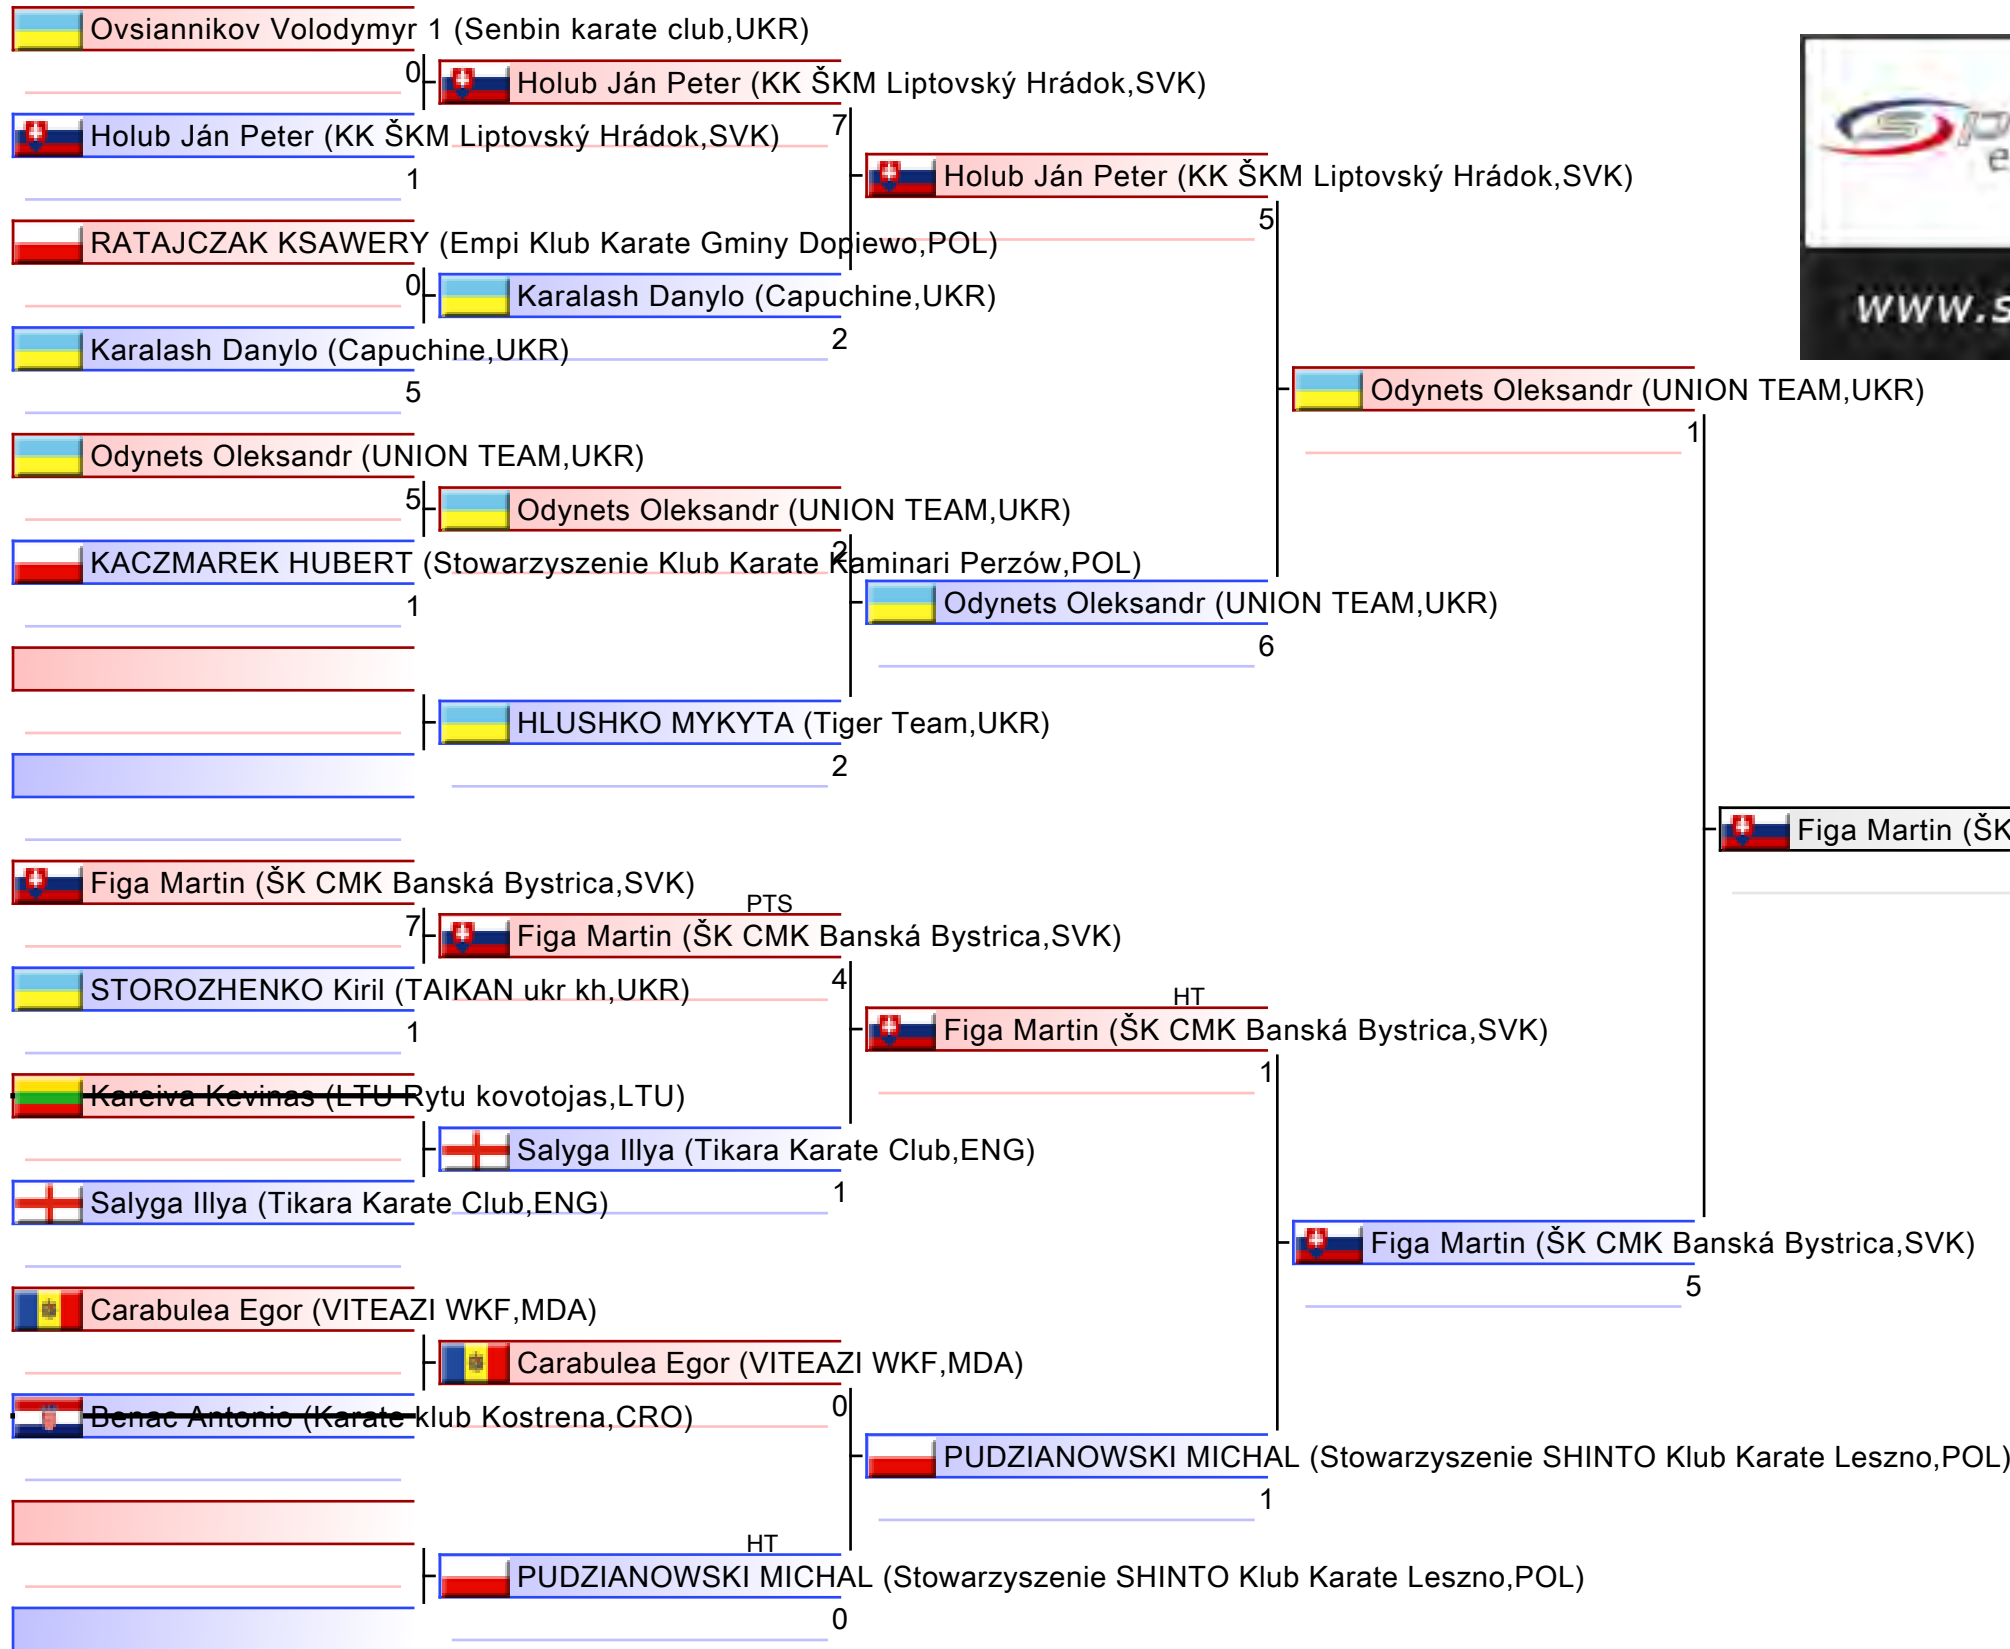 Ovsiannikov Volodymyr 1 (Senbin karate club,UKR)
0
Holub Ján Peter (KK ŠKM Liptovský Hrádok,SVK)
Holub Ján Peter (KK ŠKM Liptovský Hrádok,SVK)
7
1
Holub Ján Peter (KK ŠKM Liptovský Hrádok,SVK)
5
RATAJCZAK KSAWERY (Empi Klub Karate Gminy Dopiewo,POL)
0
Karalash Danylo (Capuchine,UKR)
2
Karalash Danylo (Capuchine,UKR)
5
www.s
Odynets Oleksandr (UNION TEAM,UKR)
1
Odynets Oleksandr (UNION TEAM,UKR)
5
Odynets Oleksandr (UNION TEAM,UKR)
2
KACZMAREK HUBERT (Stowarzyszenie Klub Karate Kaminari Perzów,POL)
1
Odynets Oleksandr (UNION TEAM,UKR)
6
HLUSHKO MYKYTA (Tiger Team,UKR)
2
Figa Martin (ŠK
Figa Martin (ŠK CMK Banská Bystrica,SVK)
7
PTS
Figa Martin (ŠK CMK Banská Bystrica,SVK)
4
STOROZHENKO Kiril (TAIKAN ukr kh,UKR)
1
HT
Figa Martin (ŠK CMK Banská Bystrica,SVK)
1
Kareiva Kevinas (LTU Rytu kovotojas,LTU)
Salyga Illya (Tikara Karate Club,ENG)
1
Salyga Illya (Tikara Karate Club,ENG)
Figa Martin (ŠK CMK Banská Bystrica,SVK)
5
Carabulea Egor (VITEAZI WKF,MDA)
Carabulea Egor (VITEAZI WKF,MDA)
0
Benac Antonio (Karate klub Kostrena,CRO)
PUDZIANOWSKI MICHAL (Stowarzyszenie SHINTO Klub Karate Leszno,POL)
1
HT
PUDZIANOWSKI MICHAL (Stowarzyszenie SHINTO Klub Karate Leszno,POL)
0